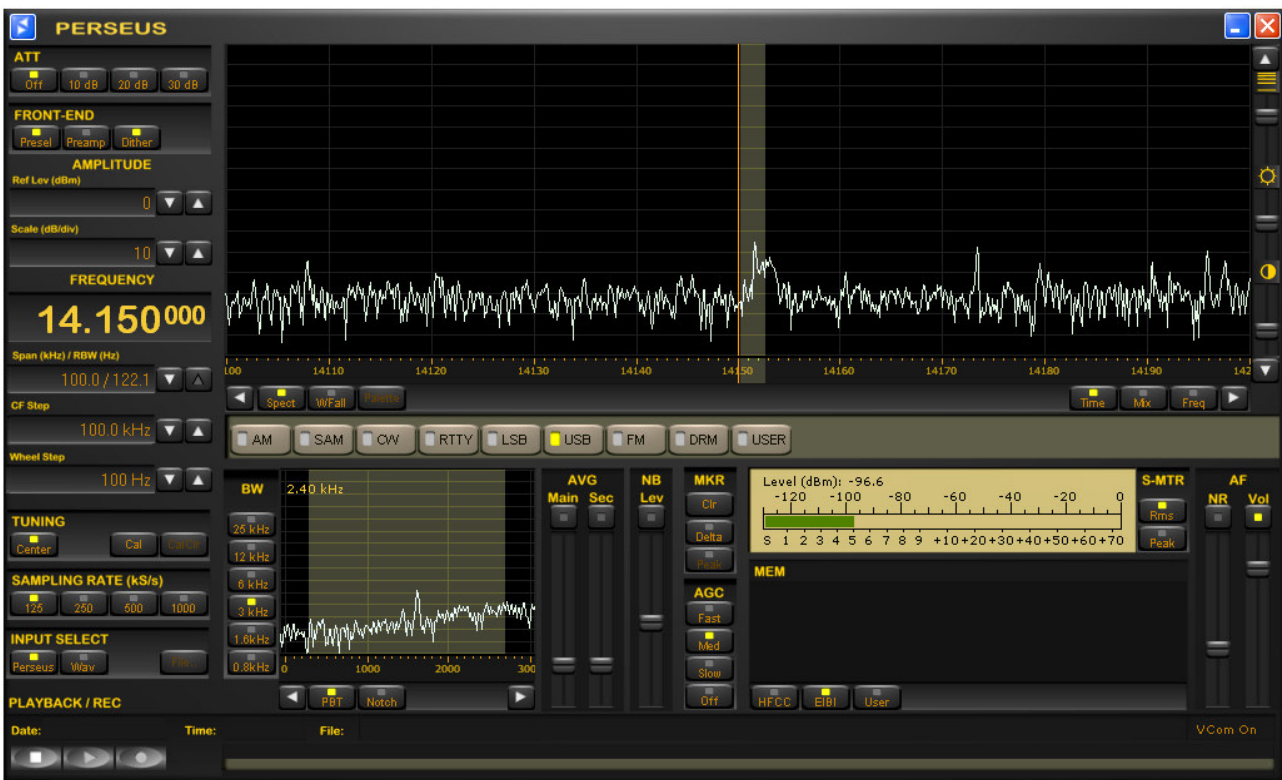 PERSEUS
ATT
Off 10 dB 20 dB 30 dB
FRONT-END
Presel Preamp Dither
AMPLITUDE
Ref Lev (dBm)
0
Scale (dB/div)
10
FREQUENCY
14.150000
Span (kHz) / RBW (Hz)
100.0 / 122.1
CF Step
100.0 kHz
Wheel Step
100 Hz
TUNING
Center Cal
SAMPLING RATE (kS/s)
125 250 500 1000
INPUT SELECT
Perseus Wav File
100 14110 14120 14130 14140 14150 14160 14170 14180 14190 142
Spect WFall Palette Time Mix Freq
AM SAM CW RTTY LSB USB FM DRM USER
BW
25 kHz
12 kHz
6 kHz
3 kHz
1.6kHz
0.8kHz
2.40 kHz
0 1000 2000 300
PBT Notch
AVG
Main Sec
NB
Lev
MKR
Clr
Delta
Peak
AGC
Fast
Med
Slow
Off
Level (dBm): -96.6
-120 -100 -80 -60 -40 -20 0
S 1 2 3 4 5 6 7 8 9 +10+20+30+40+50+60+70
S-MTR
Rms
Peak
AF
NR Vol
MEM
HFCC EIBI User
PLAYBACK / REC
Date: Time: File: VCom On